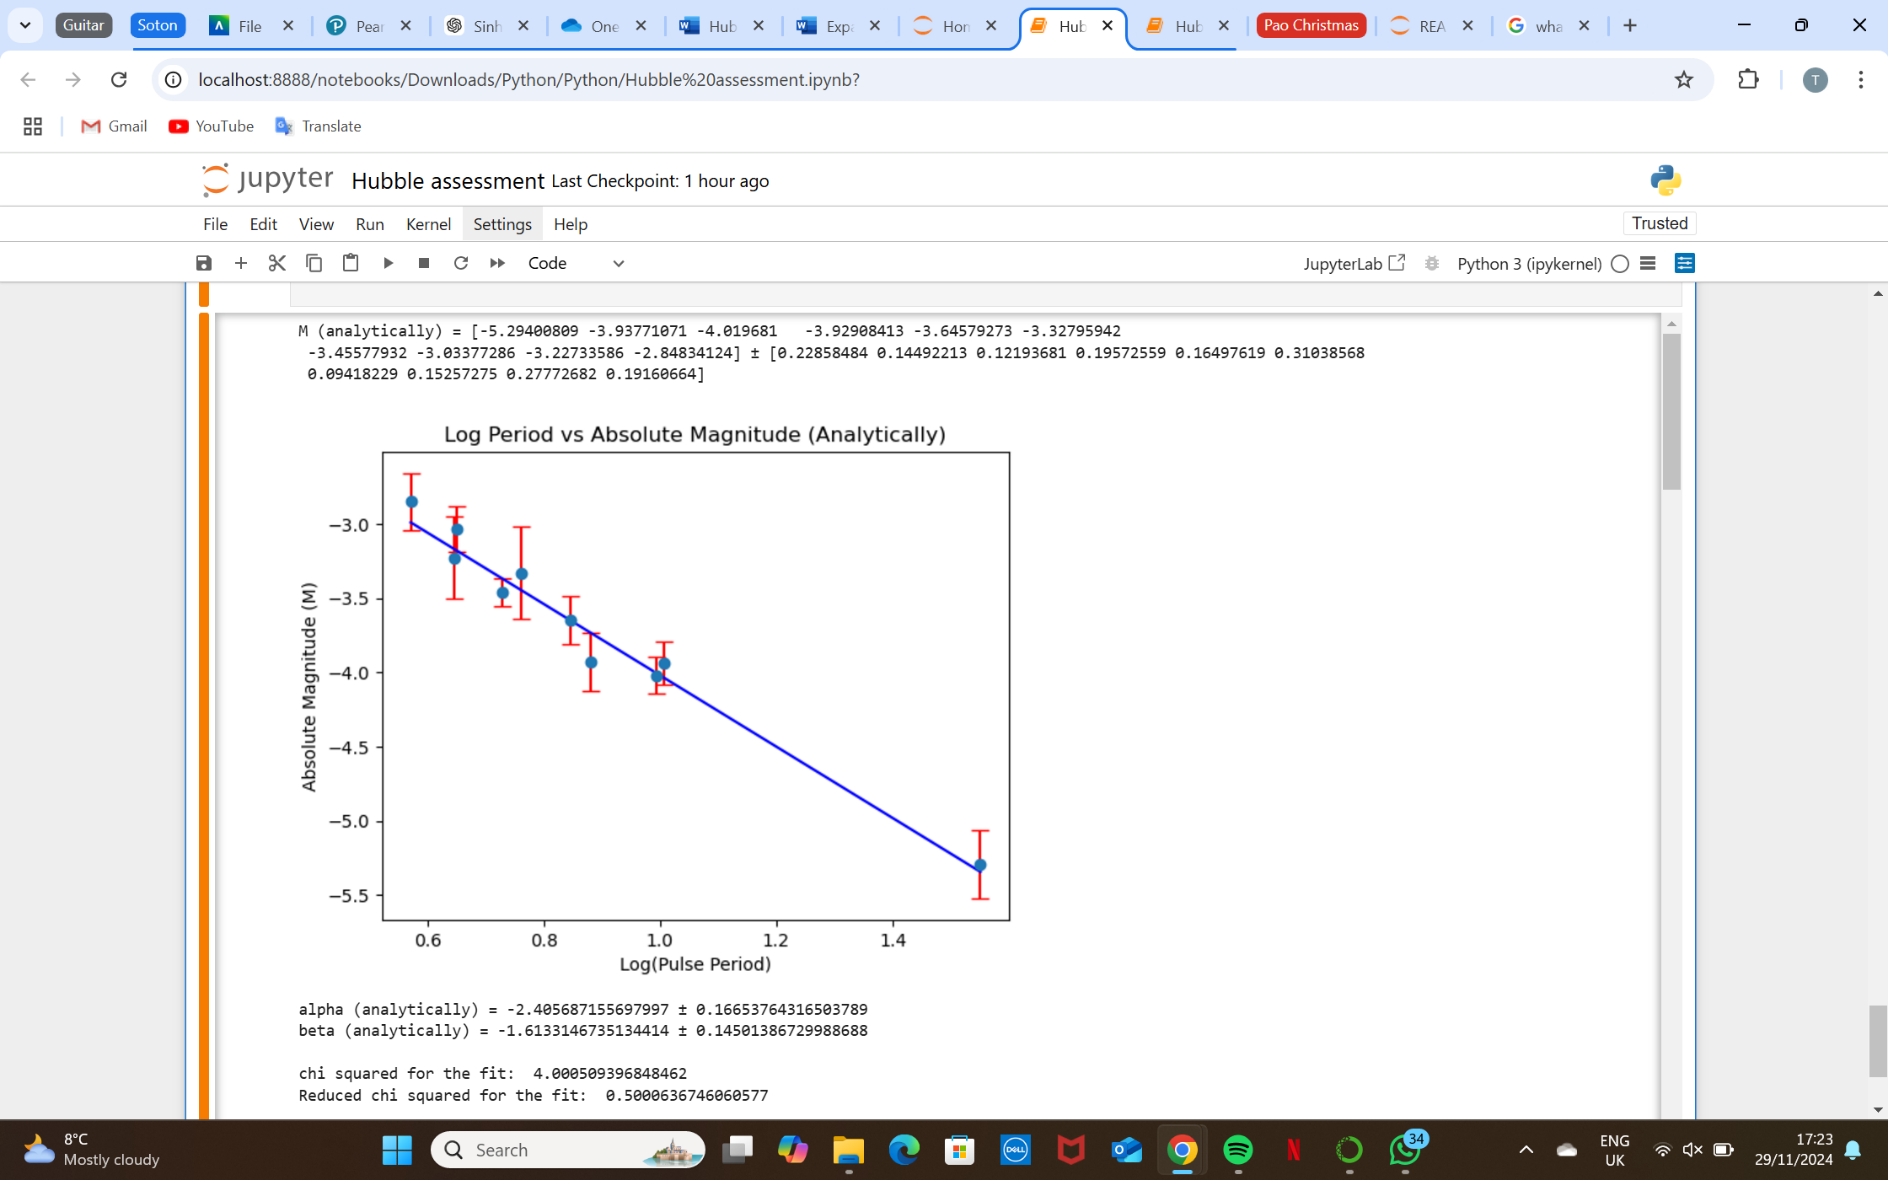 Guitar Soton File Pear Sinh One Hub Exp Hor Hub Hub Pao Christmas REA wha
localhost:8888/notebooks/Downloads/Python/Python/Hubble%20assessment.ipynb?
T
Gmail YouTube Translate
jupyter Hubble assessment Last Checkpoint: 1 hour ago
File Edit View Run Kernel Settings Help Trusted
Code JupyterLab Python 3 (ipykernel)
M (analytically) = [-5.29400809 -3.93771071 -4.019681 -3.92908413 -3.64579273 -3.32795942
-3.45577932 -3.03377286 -3.22733586 -2.84834124] ± [0.22858484 0.14492213 0.12193681 0.19572559 0.16497619 0.31038568
0.09418229 0.15257275 0.27772682 0.19160664]
Log Period vs Absolute Magnitude (Analytically)
−3.0
−3.5
−4.0
−4.5
−5.0
−5.5
Absolute Magnitude (M)
0.6 0.8 1.0 1.2 1.4
Log(Pulse Period)
alpha (analytically) = -2.405687155697997 ± 0.16653764316503789
beta (analytically) = -1.6133146735134414 ± 0.14501386729988688
chi squared for the fit: 4.000509396848462
Reduced chi squared for the fit: 0.5000636746060577
8°C
Mostly cloudy
Search
DELL
N
34
ENG
UK
17:23
29/11/2024